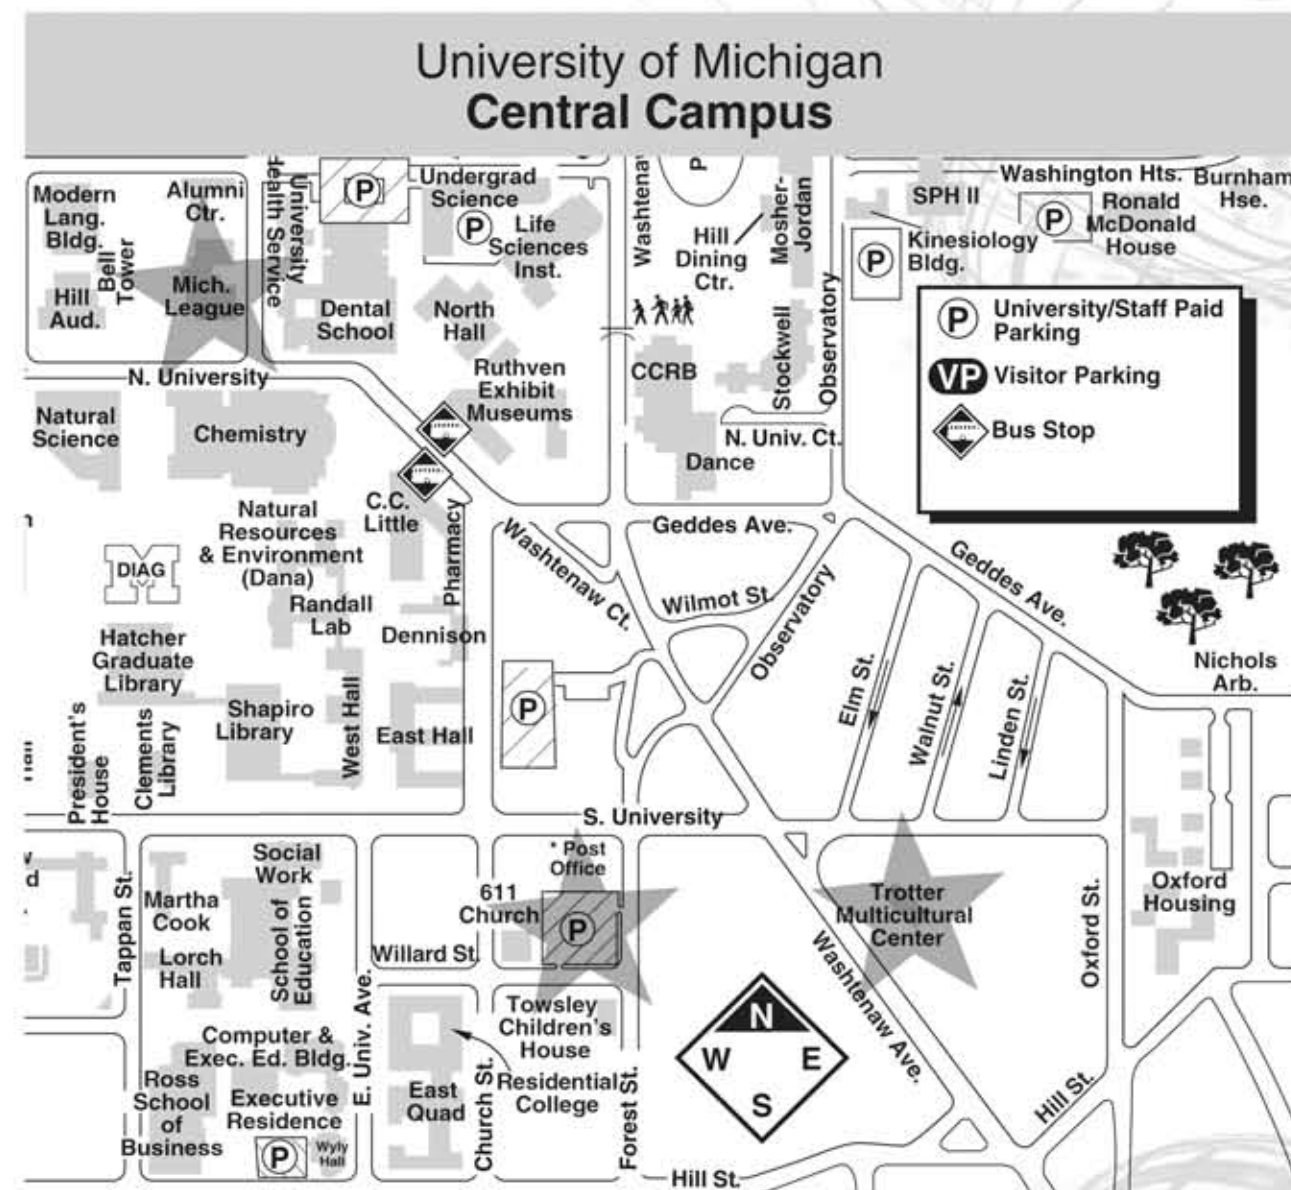 University of Michigan
Central Campus
Modern
Lang.
Bldg.
Bell
Tower
Hill
Aud.
Alumni
Ctr.
Mich.
League
University
Health Service
P
Undergrad
Science
P
Life
Sciences
Inst.
Dental
School
North
Hall
Ruthven
Exhibit
Museums
Washtenaw
P
Hill
Dining
Ctr.
Mosher-
Jordan
Stockwell
Observatory
CCRB
N. Univ. Ct.
Dance
SPH II
Kinesiology
Bldg.
P
Washington Hts.
P
Ronald
McDonald
House
Burnham
Hse.
P
University/Staff Paid
Parking
VP
Visitor Parking
Bus Stop
N. University
Natural
Science
Chemistry
Natural
Resources
& Environment
(Dana)
C.C.
Little
Pharmacy
DIAG
Randall
Lab
Dennison
Hatcher
Graduate
Library
Shapiro
Library
West Hall
East Hall
President's
House
Clements
Library
Washtenaw Ct.
Geddes Ave.
Wilmot St.
Observatory
P
Elm St.
Walnut St.
Linden St.
Geddes Ave.
Nichols
Arb.
S. University
Tappan St.
Martha
Cook
Lorch
Hall
Social
Work
School of
Education
Computer &
Exec. Ed. Bldg.
Ross
School
of
Business
Executive
Residence
P
Wyly
Hall
E. Univ. Ave.
Willard St.
611
Church
* Post
Office
P
Towsley
Children's
House
Residential
College
East
Quad
Church St.
Forest St.
N
W
E
S
Trotter
Multicultural
Center
Washtenaw Ave.
Oxford St.
Oxford
Housing
Hill St.
Hill St.